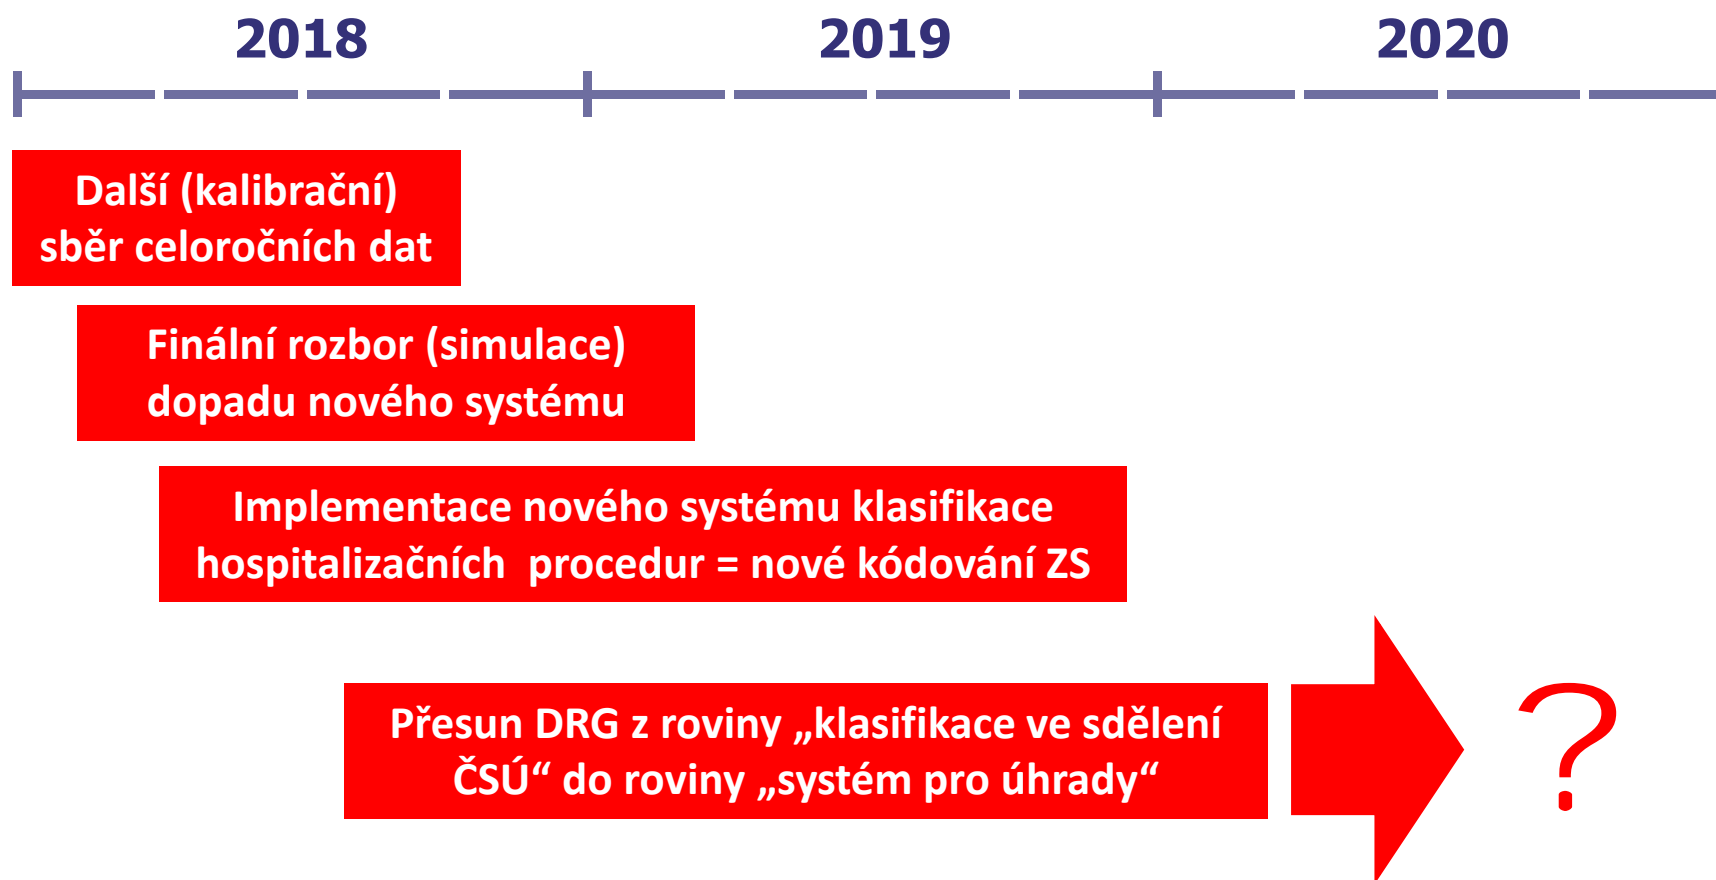 2018 2019 2020
Další (kalibrační)
sběr celoročních dat
Finální rozbor (simulace)
dopadu nového systému
Implementace nového systému klasifikace
hospitalizačních  procedur = nové kódování ZS
Přesun DRG z roviny „klasifikace ve sdělení
ČSÚ“ do roviny „systém pro úhrady“
?